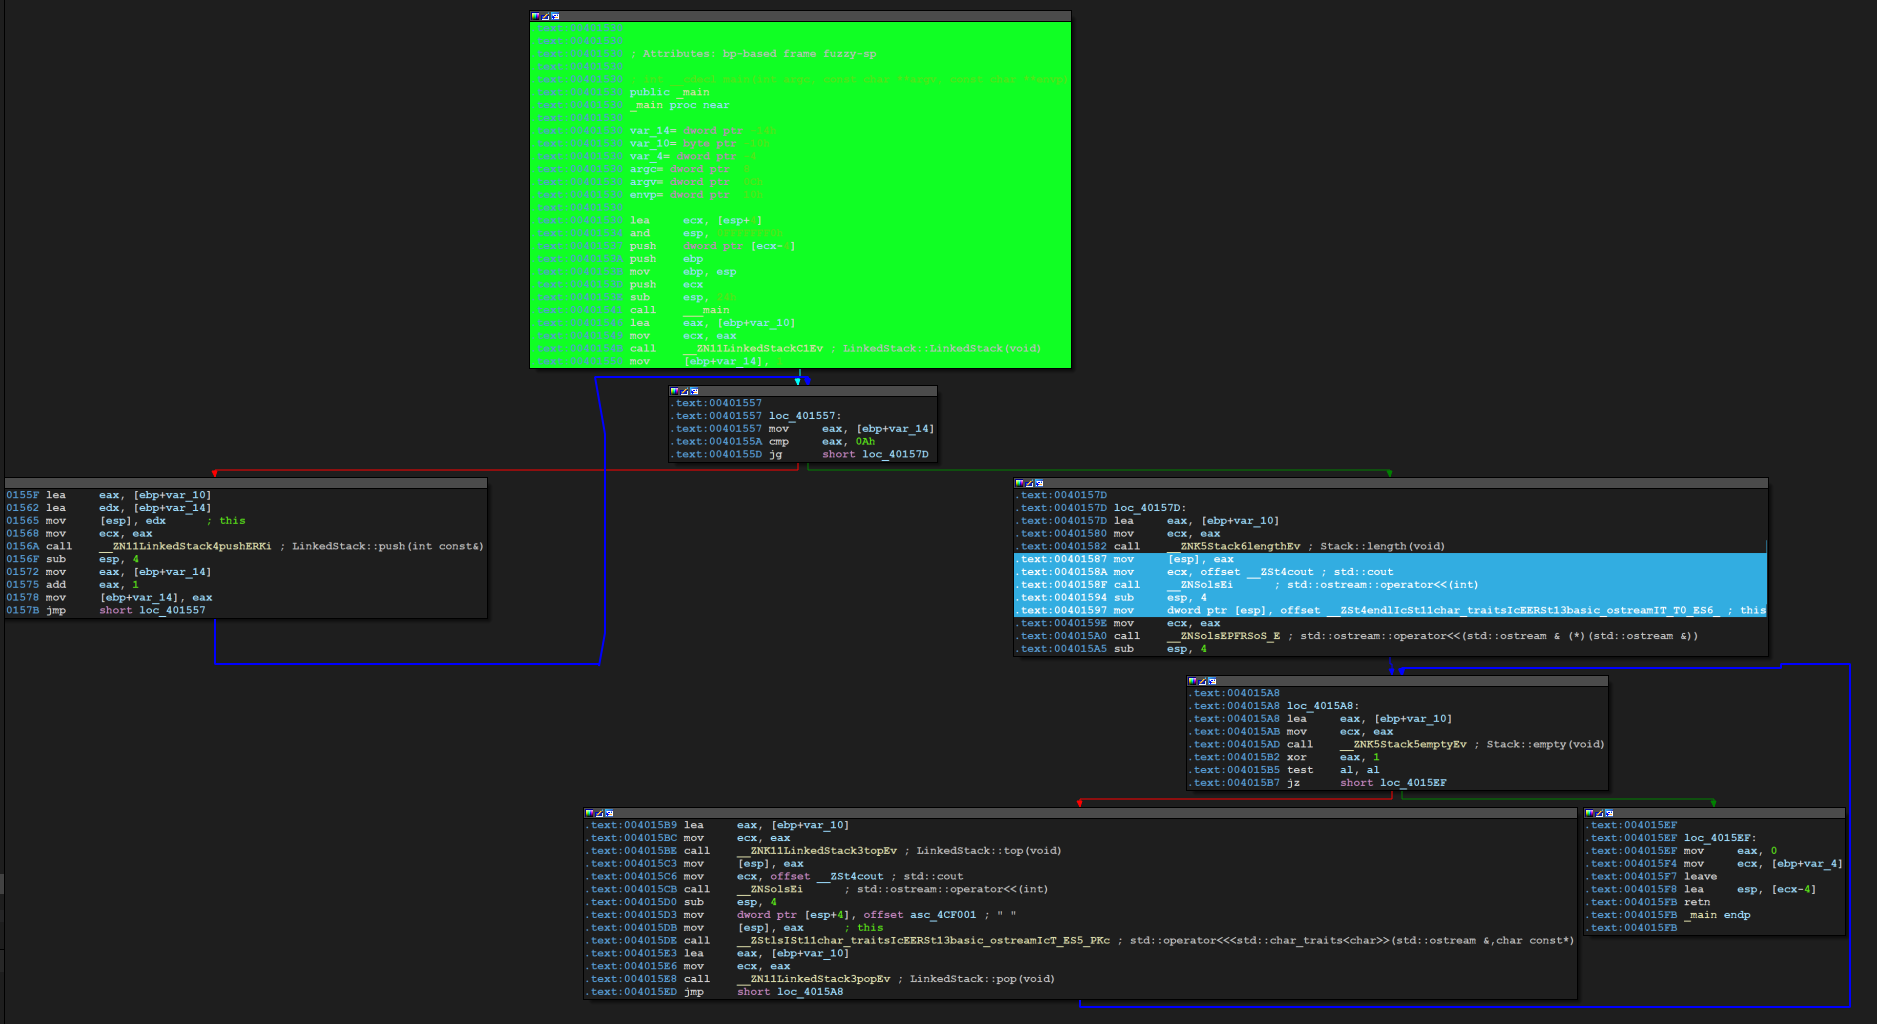 .text:00401530
.text:00401530
.text:00401530 ; Attributes: bp-based frame fuzzy-sp
.text:00401530
.text:00401530
.text:00401530 public _main
.text:00401530 _main proc near
.text:00401530
.text:00401530 var_14= dword ptr
.text:00401530 var_10= byte ptr
.text:00401530 var_4= dword ptr
.text:00401530 argc= dword ptr
.text:00401530 argv= dword ptr
.text:00401530 envp= dword ptr
.text:00401530
.text:00401530 lea ecx, [esp+ ]
.text:00401534 and esp,
.text:00401537 push dword ptr [ecx- ]
.text:0040153A push ebp
.text:0040153B mov ebp, esp
.text:0040153D push ecx
.text:0040153E sub esp,
.text:00401541 call ___main
.text:00401546 lea eax, [ebp+var_10]
.text:00401549 mov ecx, eax
.text:0040154B call __ZN11LinkedStackC1Ev ; LinkedStack::LinkedStack(void)
.text:00401550 mov [ebp+var_14],
.text:00401557
.text:00401557 loc_401557:
.text:00401557 mov eax, [ebp+var_14]
.text:0040155A cmp eax, 0Ah
.text:0040155D jg short loc_40157D
0155F lea eax, [ebp+var_10]
01562 lea edx, [ebp+var_14]
01565 mov [esp], edx ; this
01568 mov ecx, eax
0156A call __ZN11LinkedStack4pushERKi ; LinkedStack::push(int const&)
0156F sub esp, 4
01572 mov eax, [ebp+var_14]
01575 add eax, 1
01578 mov [ebp+var_14], eax
0157B jmp short loc_401557
.text:0040157D
.text:0040157D loc_40157D:
.text:0040157D lea eax, [ebp+var_10]
.text:00401580 mov ecx, eax
.text:00401582 call __ZNK5Stack6lengthEv ; Stack::length(void)
.text:00401587 mov [esp], eax
.text:0040158A mov ecx, offset __ZSt4cout ; std::cout
.text:0040158F call __ZNSolsEi ; std::ostream::operator<<(int)
.text:00401594 sub esp, 4
.text:00401597 mov dword ptr [esp], offset __ZSt4endlIcSt11char_traitsIcEERSt13basic_ostreamIT_T0_ES6_ ; this
.text:0040159E mov ecx, eax
.text:004015A0 call __ZNSolsEPFRSoS_E ; std::ostream::operator<<(std::ostream & (*)(std::ostream &))
.text:004015A5 sub esp, 4
.text:004015A8
.text:004015A8 loc_4015A8:
.text:004015A8 lea eax, [ebp+var_10]
.text:004015AB mov ecx, eax
.text:004015AD call __ZNK5Stack5emptyEv ; Stack::empty(void)
.text:004015B2 xor eax, 1
.text:004015B5 test al, al
.text:004015B7 jz short loc_4015EF
.text:004015B9 lea eax, [ebp+var_10]
.text:004015BC mov ecx, eax
.text:004015BE call __ZNK11LinkedStack3topEv ; LinkedStack::top(void)
.text:004015C3 mov [esp], eax
.text:004015C6 mov ecx, offset __ZSt4cout ; std::cout
.text:004015CB call __ZNSolsEi ; std::ostream::operator<<(int)
.text:004015D0 sub esp, 4
.text:004015D3 mov dword ptr [esp+4], offset asc_4CF001 ; " "
.text:004015DB mov [esp], eax ; this
.text:004015DE call __ZStlsISt11char_traitsIcEERSt13basic_ostreamIcT_ES5_PKc ; std::operator<<<std::char_traits<char>>(std::ostream &,char const*)
.text:004015E3 lea eax, [ebp+var_10]
.text:004015E6 mov ecx, eax
.text:004015E8 call __ZN11LinkedStack3popEv ; LinkedStack::pop(void)
.text:004015ED jmp short loc_4015A8
.text:004015EF
.text:004015EF loc_4015EF:
.text:004015EF mov eax, 0
.text:004015F4 mov ecx, [ebp+var_4]
.text:004015F7 leave
.text:004015F8 lea esp, [ecx-4]
.text:004015FB retn
.text:004015FB _main endp
.text:004015FB